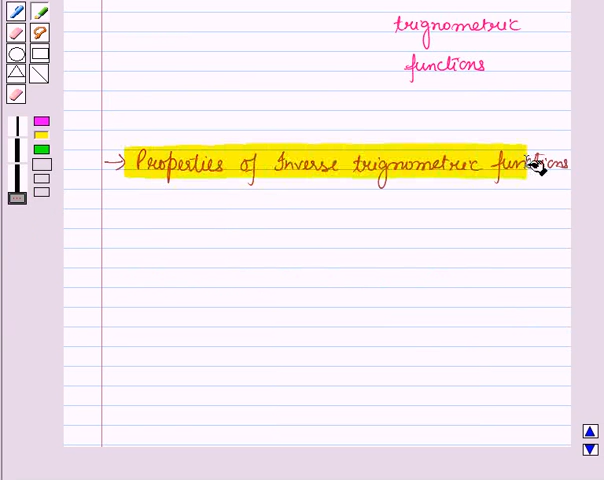 trignometric
functions
→ Properties of Inverse trignometric functions